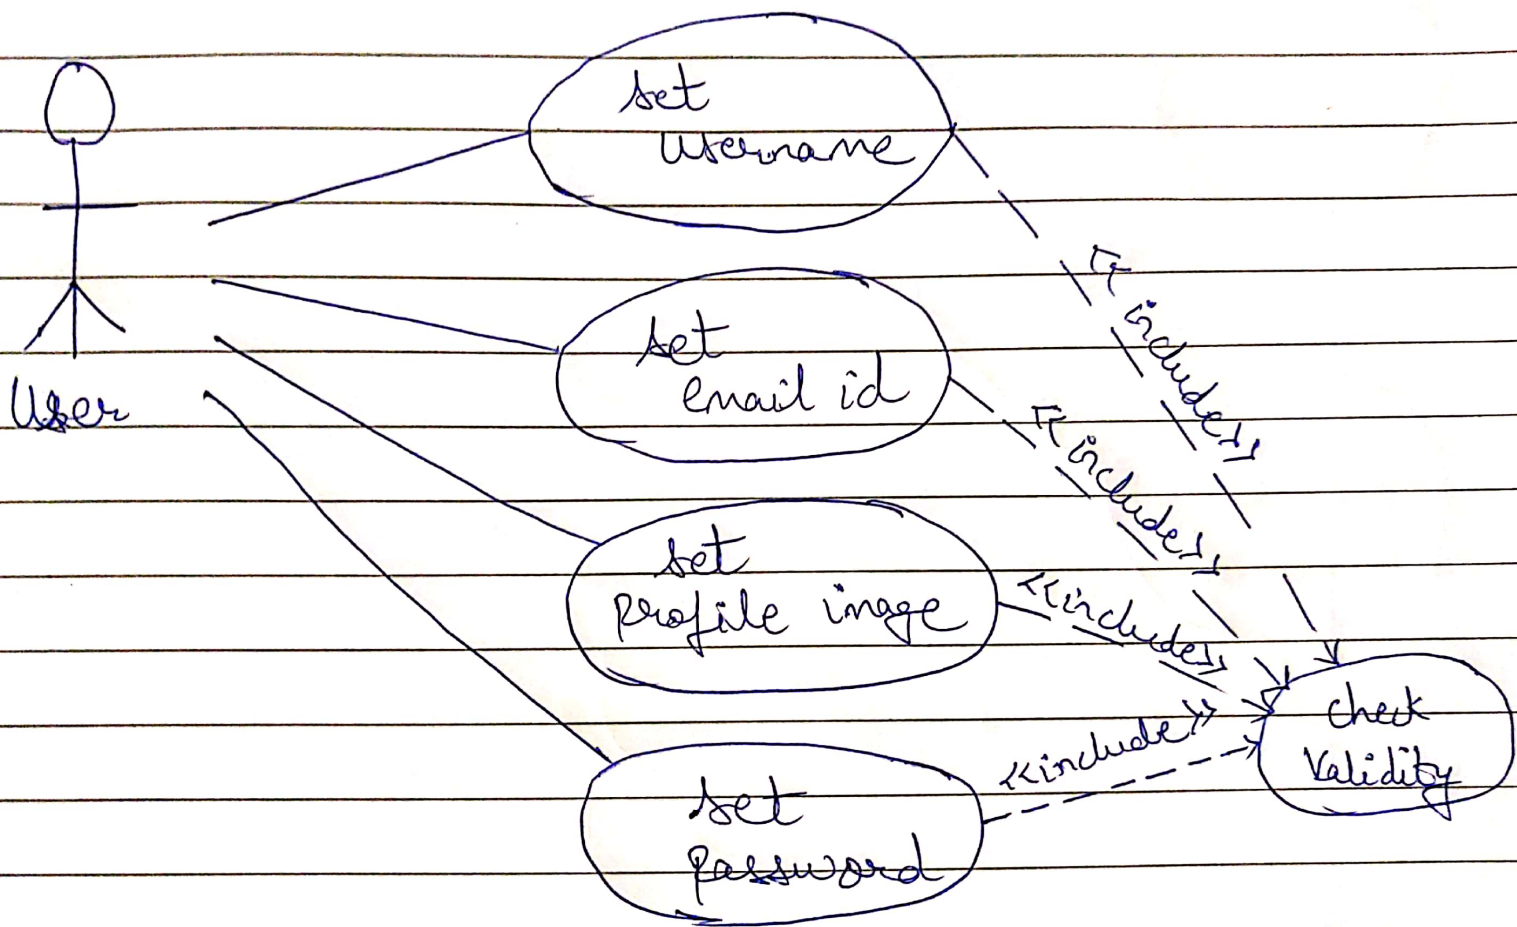 set
username
<<include>>
User
set
email id
<<include>>
set
profile image
<<include>>
check
validity
<<include>>
set
password